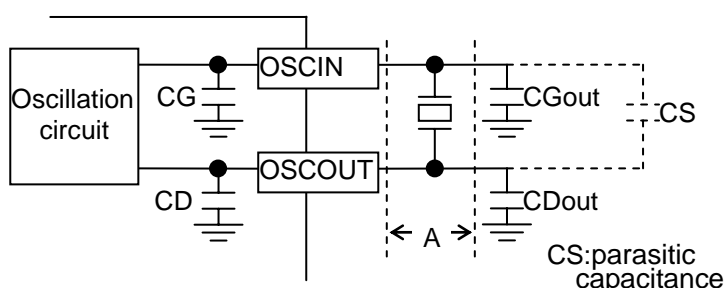 OSCIN
Oscillation
circuit
CG
CGout
CS
OSCOUT
CD
CDout
A
CS:parasitic
capacitance